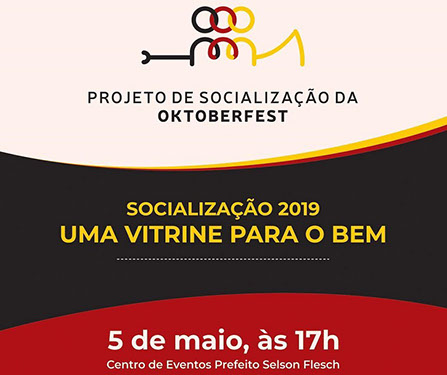 PROJETO DE SOCIALIZAÇÃO DA
OKTOBERFEST
SOCIALIZAÇÃO 2019
UMA VITRINE PARA O BEM
5 de maio, às 17h
Centro de Eventos Prefeito Selson Flesch